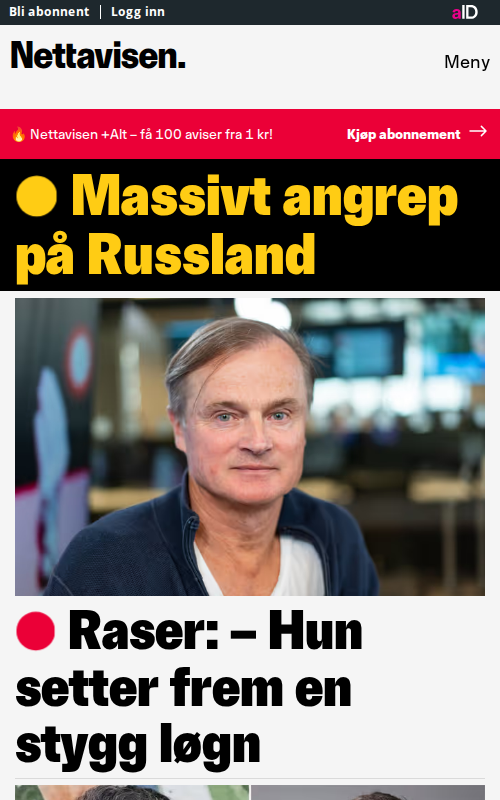 Bli abonnent | Logg inn
aID
Nettavisen.
Meny
🔥 Nettavisen +Alt – få 100 aviser fra 1 kr!
Kjøp abonnement →
Massivt angrep
på Russland
Raser: – Hun
setter frem en
stygg løgn